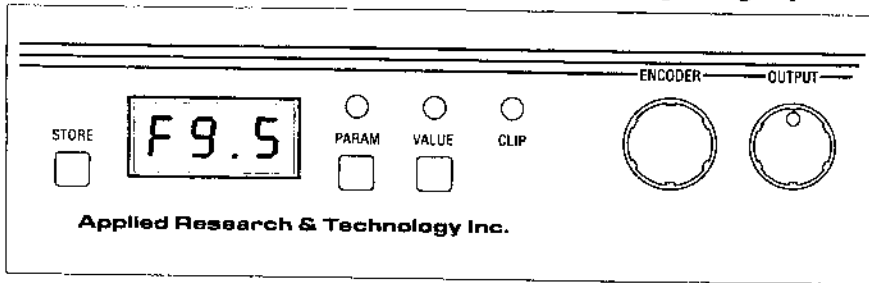 ENCODER OUTPUT
STORE F9.5 PARAM VALUE CLIP
Applied Research & Technology Inc.